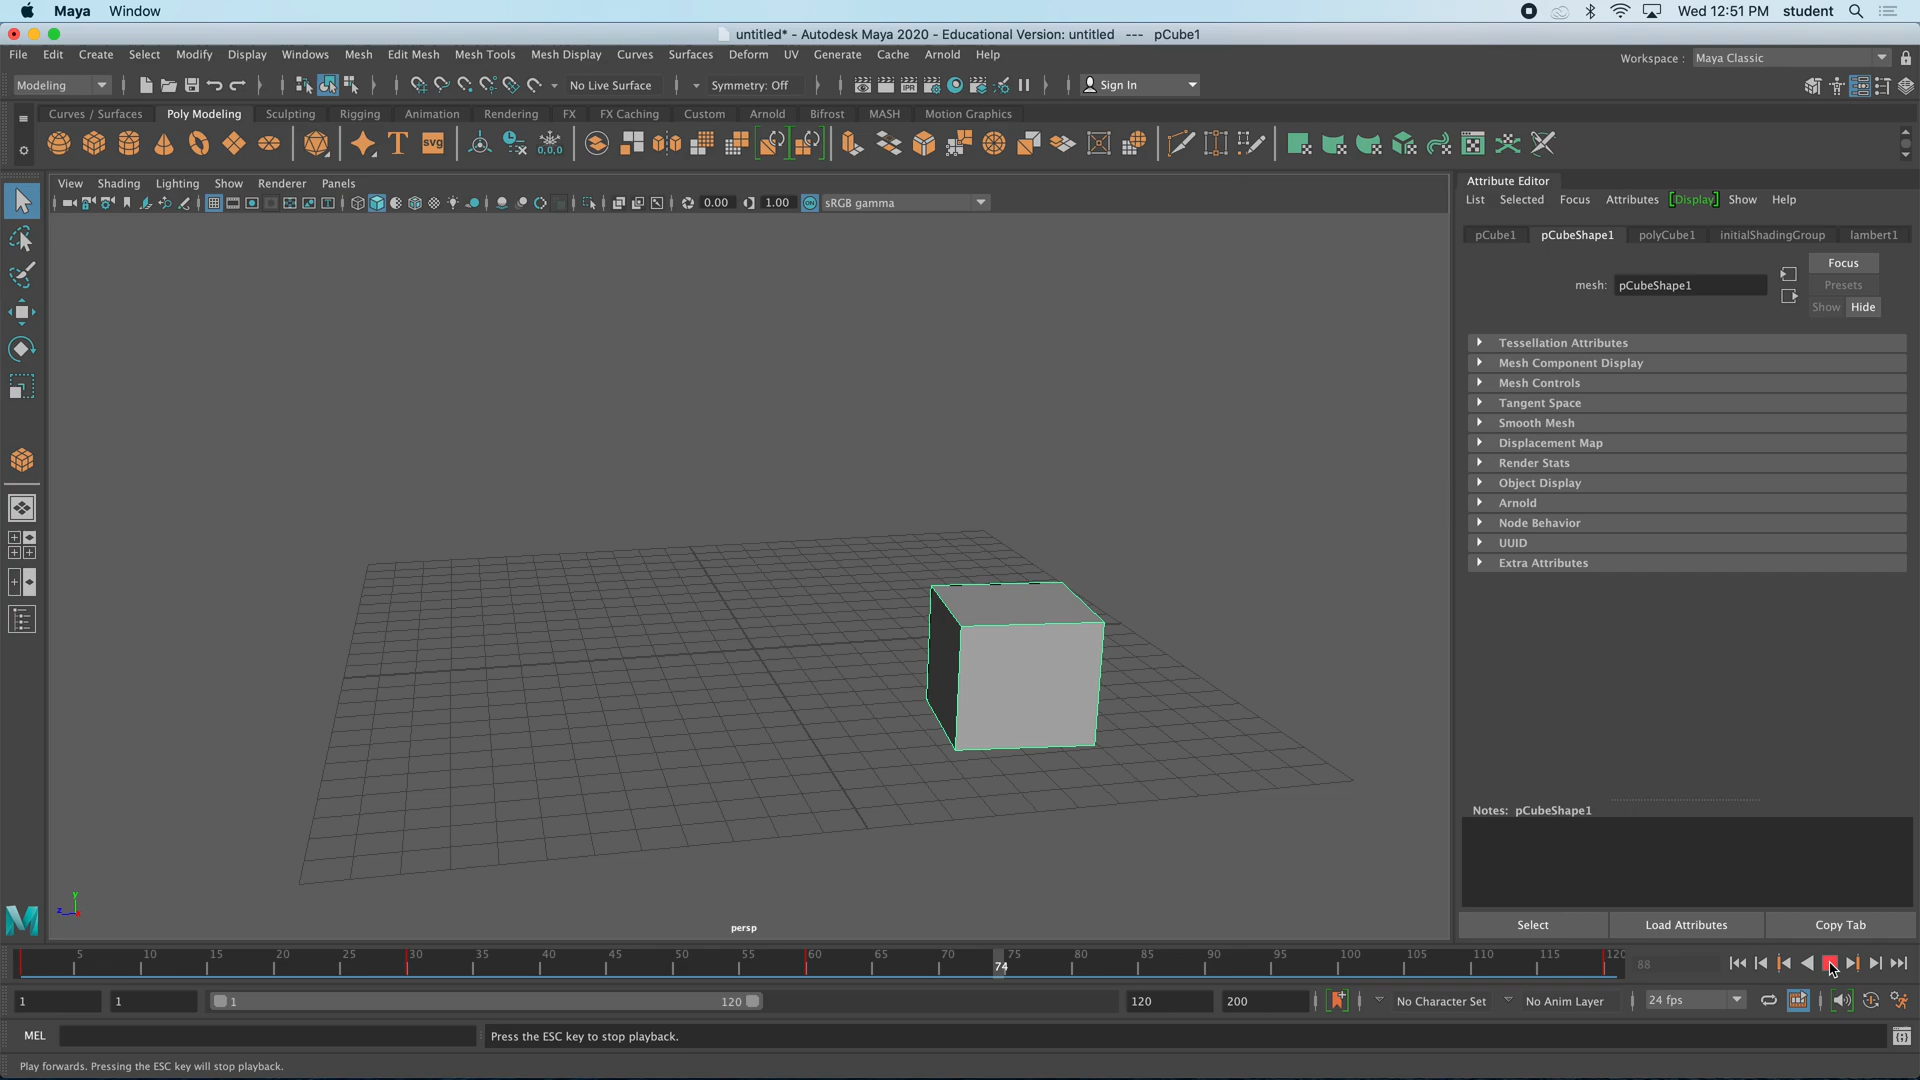 Maya Window Wed 12:51 PM student
untitled* - Autodesk Maya 2020 - Educational Version: untitled --- pCube1
File Edit Create Select Modify Display Windows Mesh Edit Mesh Mesh Tools Mesh Display Curves Surfaces Deform UV Generate Cache Arnold Help
Workspace : Maya Classic
Modeling No Live Surface Symmetry: Off Sign In
Curves / Surfaces Poly Modeling Sculpting Rigging Animation Rendering FX FX Caching Custom Arnold Bifrost MASH Motion Graphics
View Shading Lighting Show Renderer Panels
0.00 1.00 sRGB gamma
Attribute Editor
List Selected Focus Attributes [Display] Show Help
pCube1 pCubeShape1 polyCube1 initialShadingGroup lambert1
Focus
mesh: pCubeShape1
Presets
Show Hide
Tessellation Attributes
Mesh Component Display
Mesh Controls
Tangent Space
Smooth Mesh
Displacement Map
Render Stats
Object Display
Arnold
Node Behavior
UUID
Extra Attributes
Notes: pCubeShape1
Select Load Attributes Copy Tab
y
z
persp
5 10 15 20 25 30 35 40 45 50 55 60 65 70 75 80 85 90 95 100 105 110 115 120
74
88
1 1 1 120 120 200 No Character Set No Anim Layer 24 fps
MEL Press the ESC key to stop playback.
Play forwards. Pressing the ESC key will stop playback.